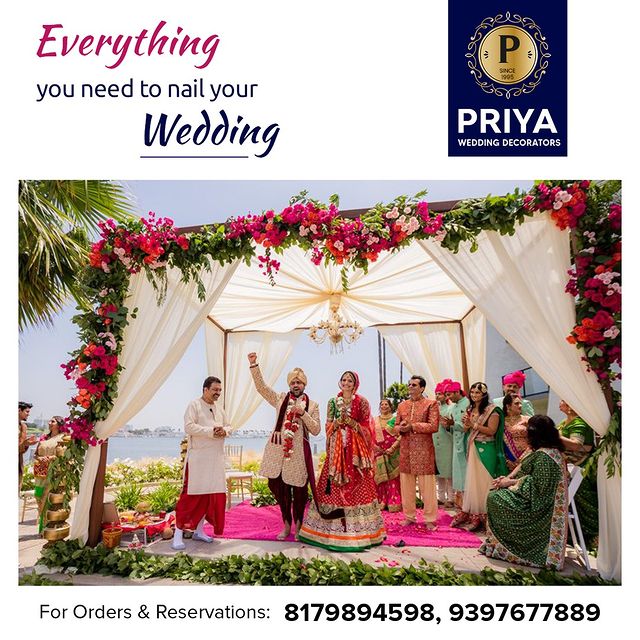 Everything
you need to nail your
Wedding
P
SINCE
1995
PRIYA
WEDDING DECORATORS
For Orders & Reservations: 8179894598, 9397677889